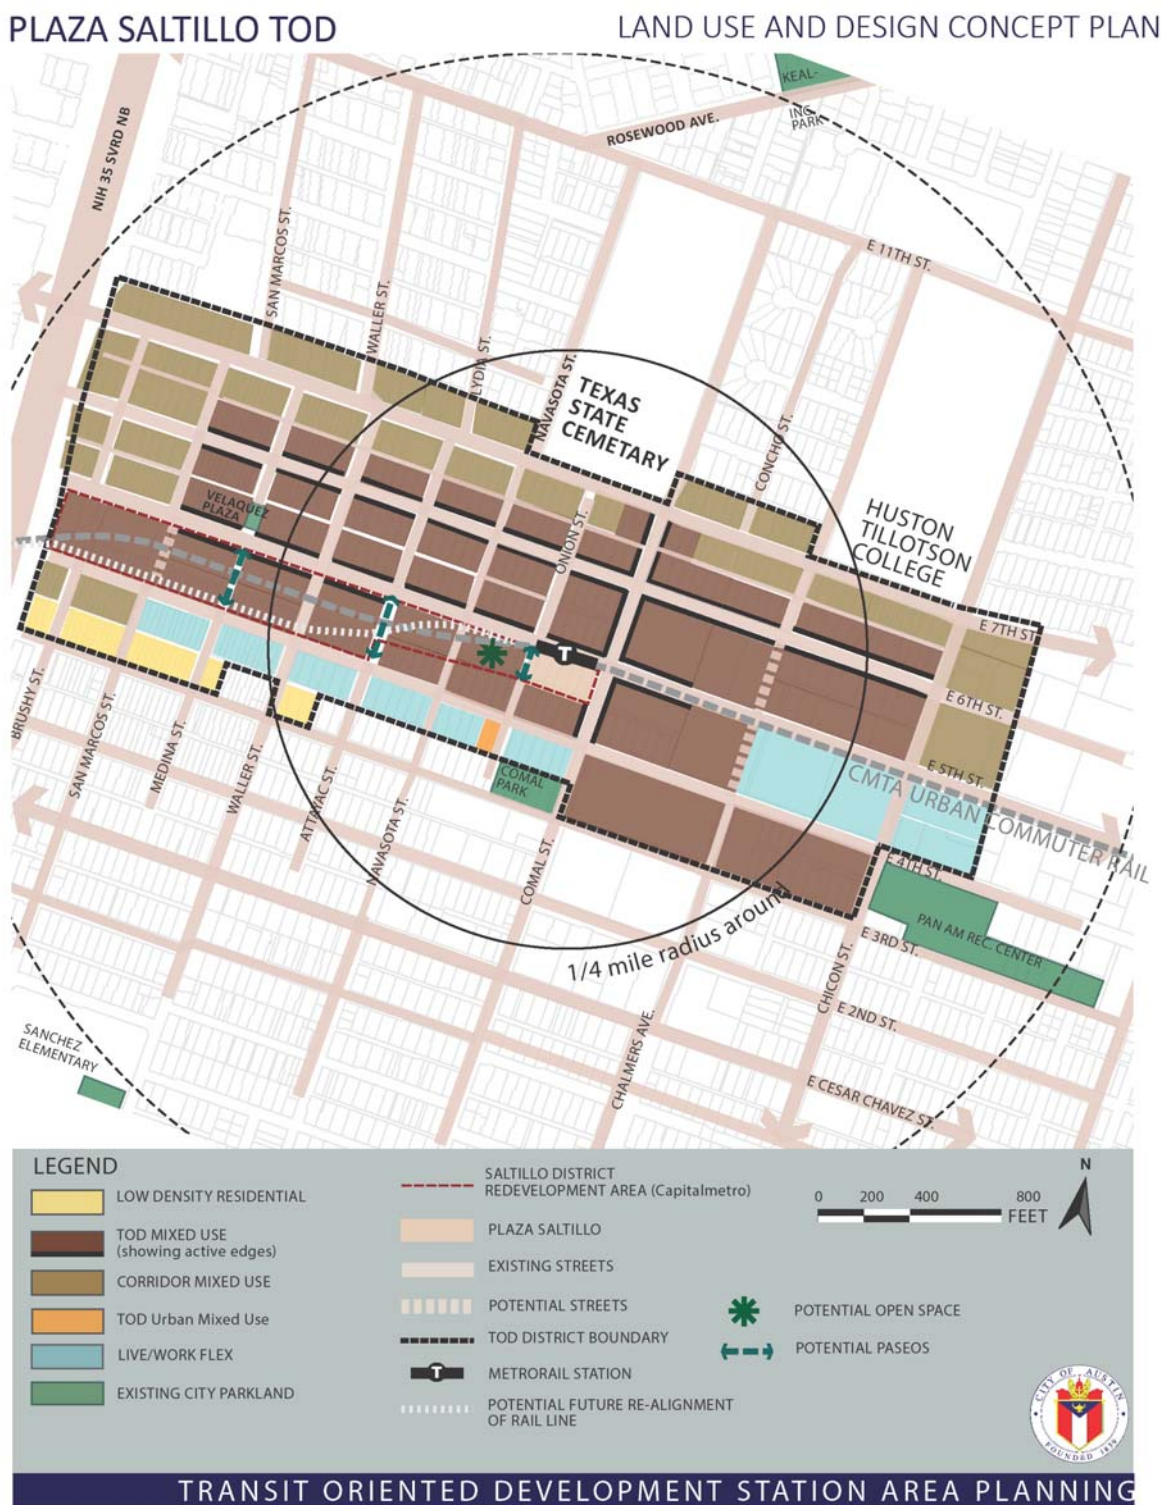 PLAZA SALTILLO TOD
LAND USE AND DESIGN CONCEPT PLAN
KEAL-
ING
PARK
ROSEWOOD AVE.
NIH 35 SVRD NB
E 11TH ST.
SAN MARCOS ST.
WALLER ST.
LYDIA ST.
NAVASOTA ST.
TEXAS
STATE
CEMETARY
CONCHO ST.
HUSTON
TILLOTSON
COLLEGE
VELAQUEZ
PLAZA
ONION ST.
E 7TH ST.
E 6TH ST.
E 5TH ST.
T
CMTA URBAN COMMUTER RAIL
BRUSHY ST.
SAN MARCOS ST.
MEDINA ST.
WALLER ST.
ATTAYAC ST.
NAVASOTA ST.
COMAL
PARK
COMAL ST.
E 4TH ST.
PAN AM REC. CENTER
E 3RD ST.
1/4 mile radius around
CHICON ST.
E 2ND ST.
CHALMERS AVE.
E CESAR CHAVEZ ST.
SANCHEZ
ELEMENTARY
LEGEND
LOW DENSITY RESIDENTIAL
TOD MIXED USE
(showing active edges)
CORRIDOR MIXED USE
TOD Urban Mixed Use
LIVE/WORK FLEX
EXISTING CITY PARKLAND
SALTILLO DISTRICT
REDEVELOPMENT AREA (Capitalmetro)
PLAZA SALTILLO
EXISTING STREETS
POTENTIAL STREETS
TOD DISTRICT BOUNDARY
T
METRORAIL STATION
POTENTIAL FUTURE RE-ALIGNMENT
OF RAIL LINE
POTENTIAL OPEN SPACE
POTENTIAL PASEOS
N
0 200 400 800
FEET
CITY OF AUSTIN
FOUNDED 1839
TRANSIT ORIENTED DEVELOPMENT STATION AREA PLANNING